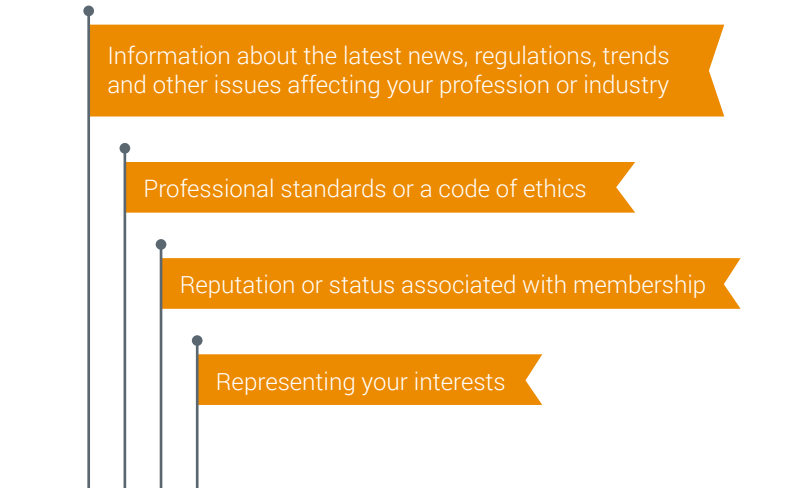 Information about the latest news, regulations, trends
and other issues affecting your profession or industry
Professional standards or a code of ethics
Reputation or status associated with membership
Representing your interests